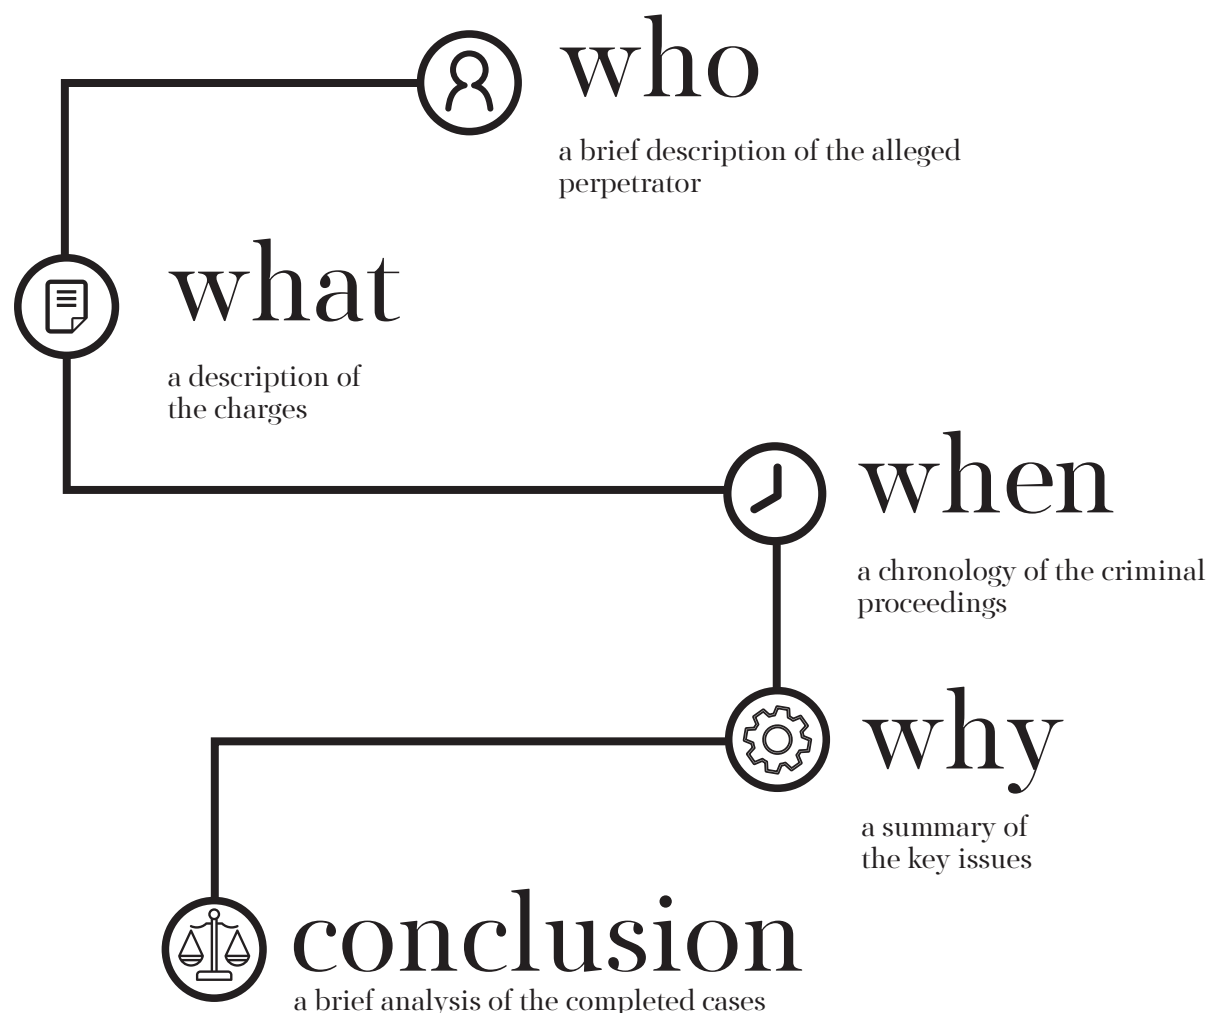 who
a brief description of the alleged
perpetrator
what
a description of
the charges
when
a chronology of the criminal
proceedings
why
a summary of
the key issues
conclusion
a brief analysis of the completed cases